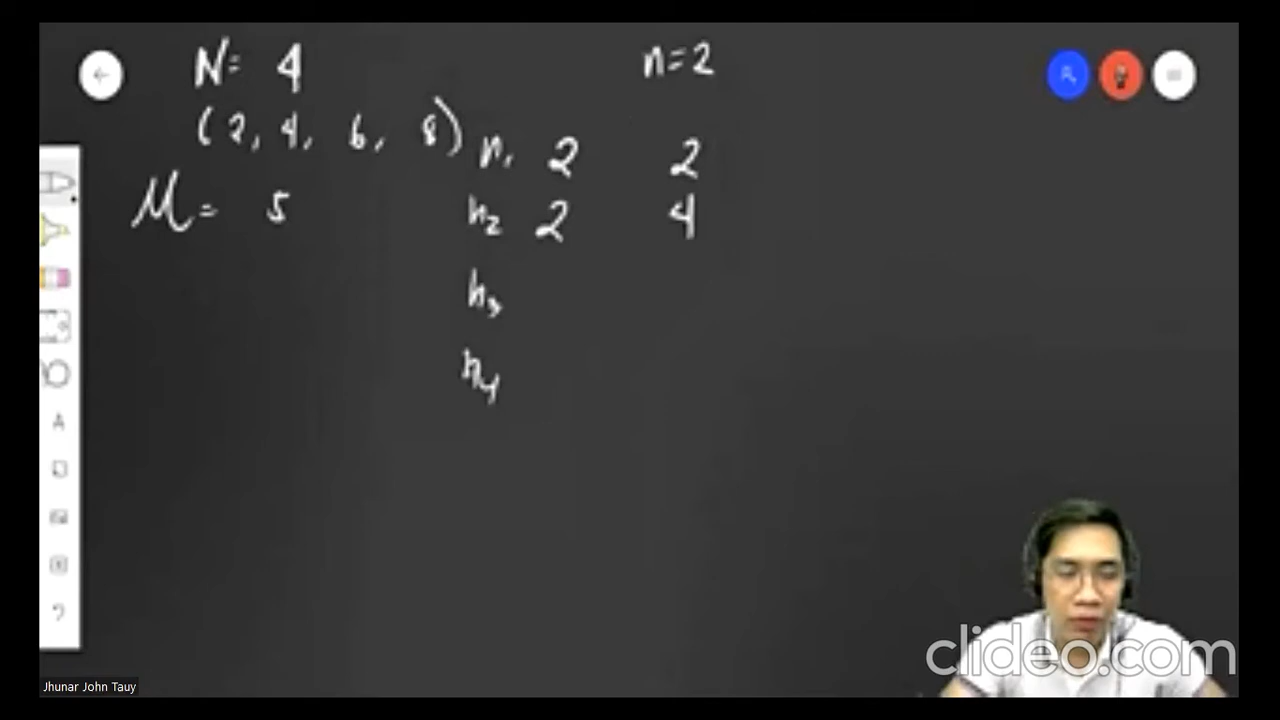 N= 4
n=2
(2, 4, 6, 8)
M= 5
n1 2 2
n2 2 4
n3
n4
A
?
clideo.com
Jhunar John Tauy